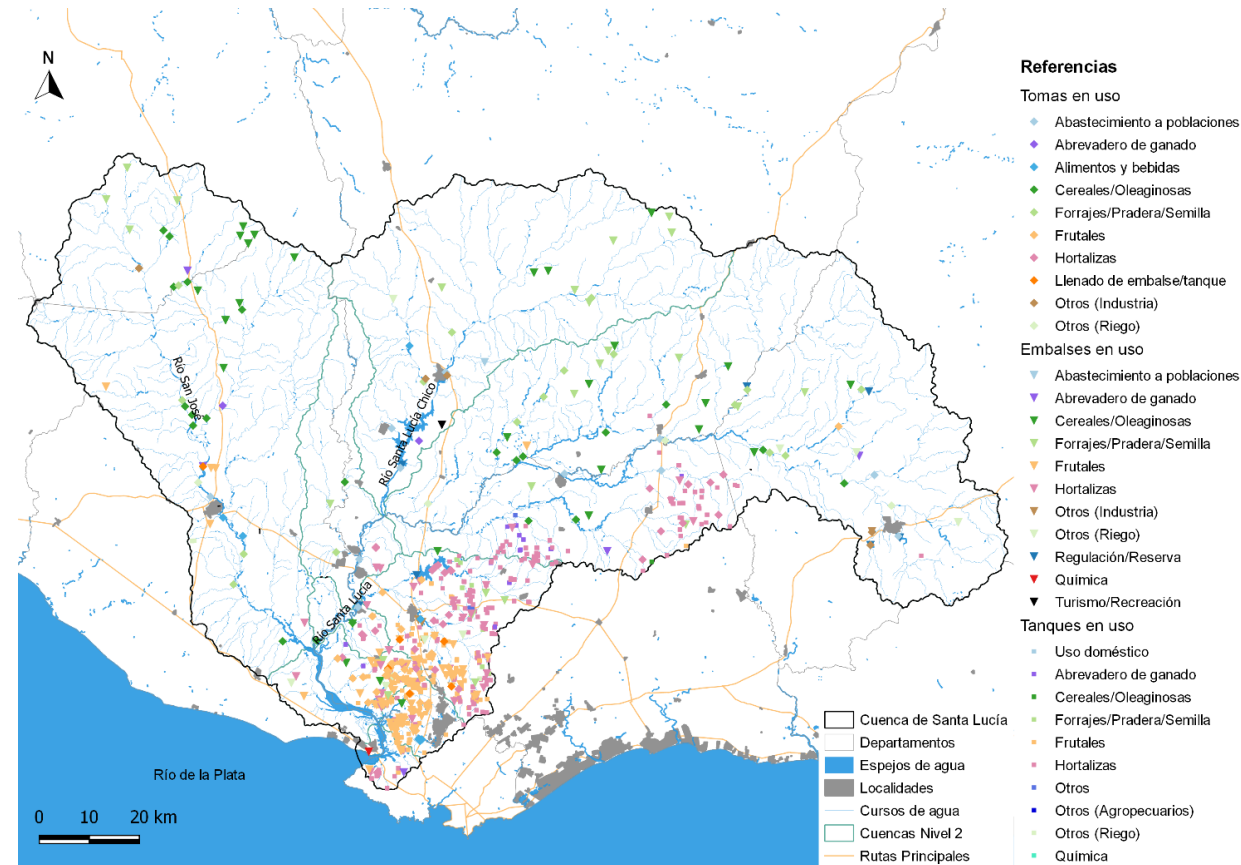 N
Río San José
Río Santa Lucía Chico
Río Santa Lucía
Río de la Plata
0 10 20 km
Referencias
Tomas en uso
Abastecimiento a poblaciones
Abrevadero de ganado
Alimentos y bebidas
Cereales/Oleaginosas
Forrajes/Pradera/Semilla
Frutales
Hortalizas
Llenado de embalse/tanque
Otros (Industria)
Otros (Riego)
Embalses en uso
Abastecimiento a poblaciones
Abrevadero de ganado
Cereales/Oleaginosas
Forrajes/Pradera/Semilla
Frutales
Hortalizas
Otros (Industria)
Otros (Riego)
Regulación/Reserva
Química
Turismo/Recreación
Tanques en uso
Uso doméstico
Abrevadero de ganado
Cereales/Oleaginosas
Forrajes/Pradera/Semilla
Frutales
Hortalizas
Otros
Otros (Agropecuarios)
Otros (Riego)
Química
Cuenca de Santa Lucía
Departamentos
Espejos de agua
Localidades
Cursos de agua
Cuencas Nivel 2
Rutas Principales